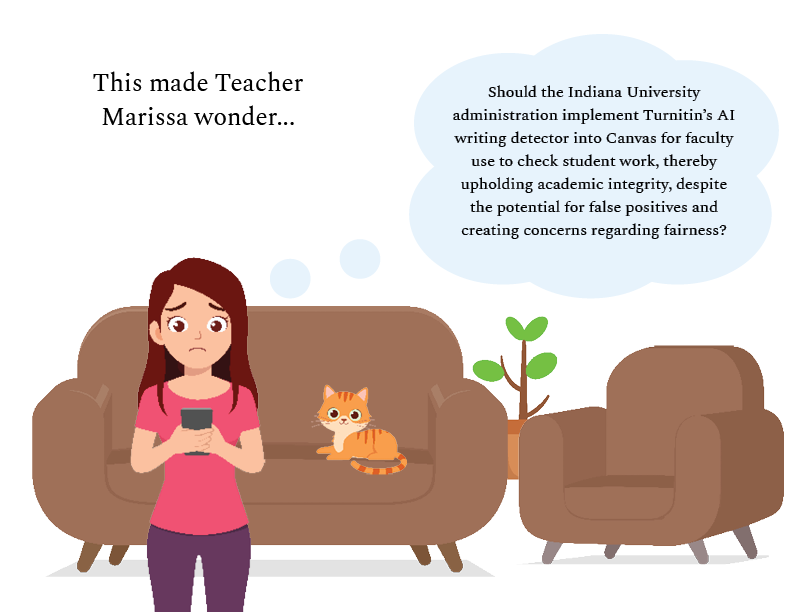 This made Teacher
Marissa wonder...
Should the Indiana University
administration implement Turnitin's AI
writing detector into Canvas for faculty
use to check student work, thereby
upholding academic integrity, despite
the potential for false positives and
creating concerns regarding fairness?